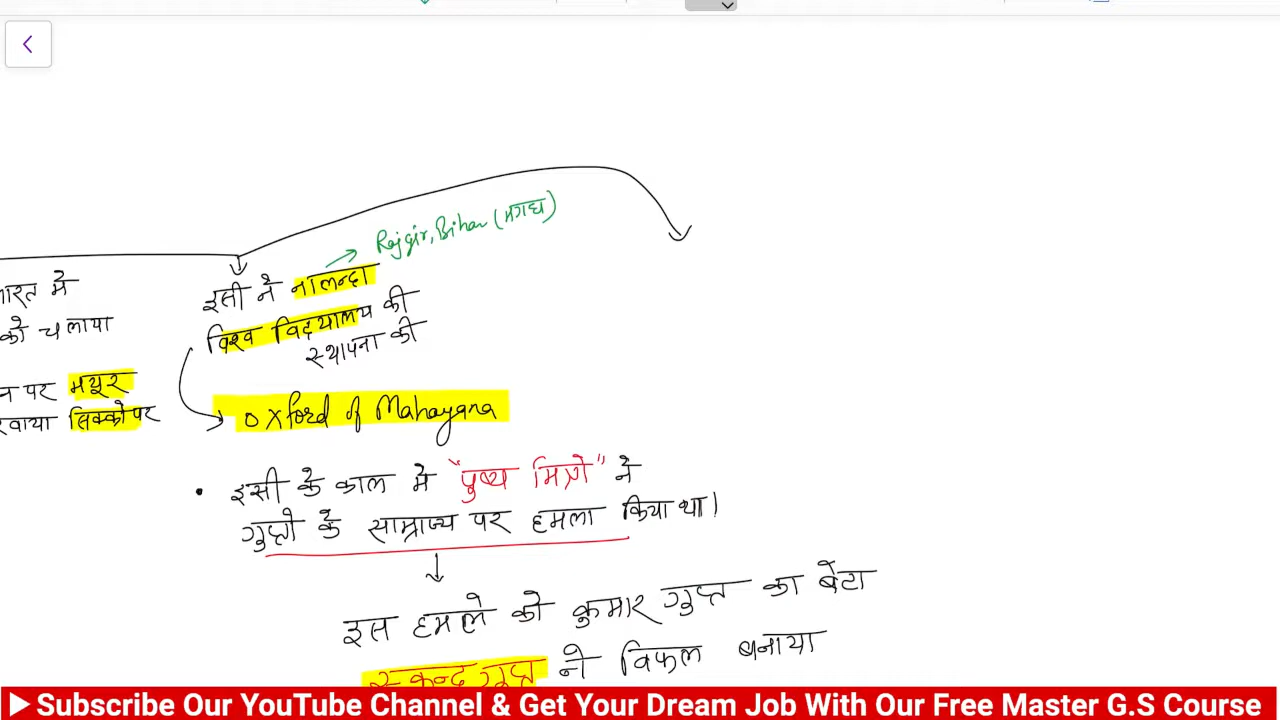 Rajgir, Bihar (मगध)
भारत मे
को चलाया
न पर मयूर
रवाया सिक्को पर
इसी ने नालन्दा
विश्व विद्यालय की
स्थापना की
Oxford of Mahayana
• इसी के काल मे "पुष्य मित्रो" ने
गुप्तो के साम्राज्य पर हमला किया था।
इस हमले को कुमार गुप्त का बेटा
स्कन्द गुप्त ने विफल बनाया
Subscribe Our YouTube Channel & Get Your Dream Job With Our Free Master G.S Course